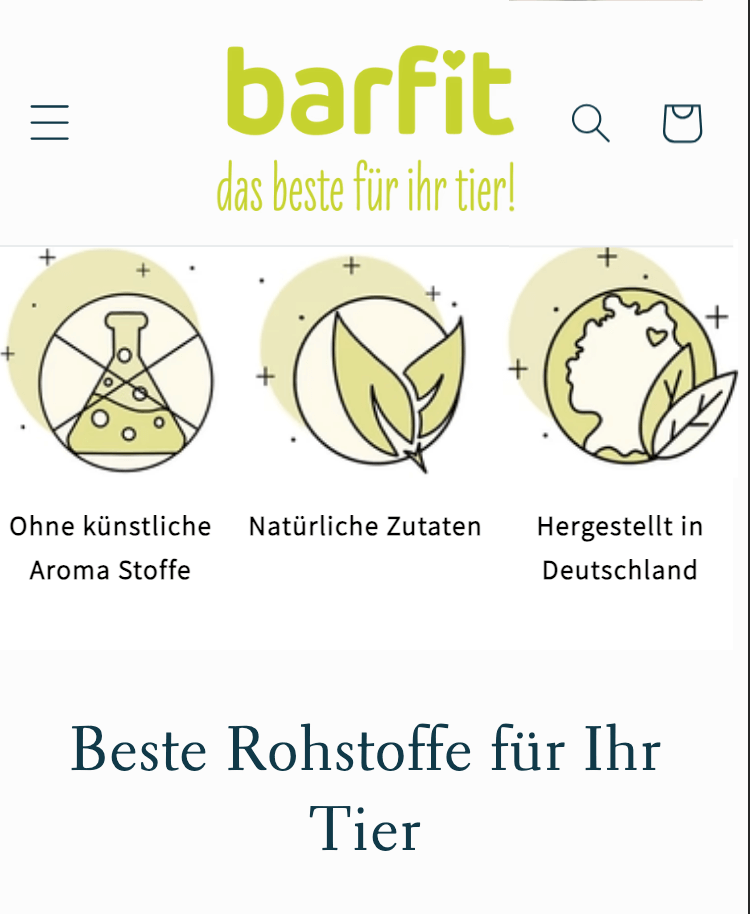 barfit
das beste für ihr tier!
Ohne künstliche
Aroma Stoffe
Natürliche Zutaten
Hergestellt in
Deutschland
Beste Rohstoffe für Ihr
Tier